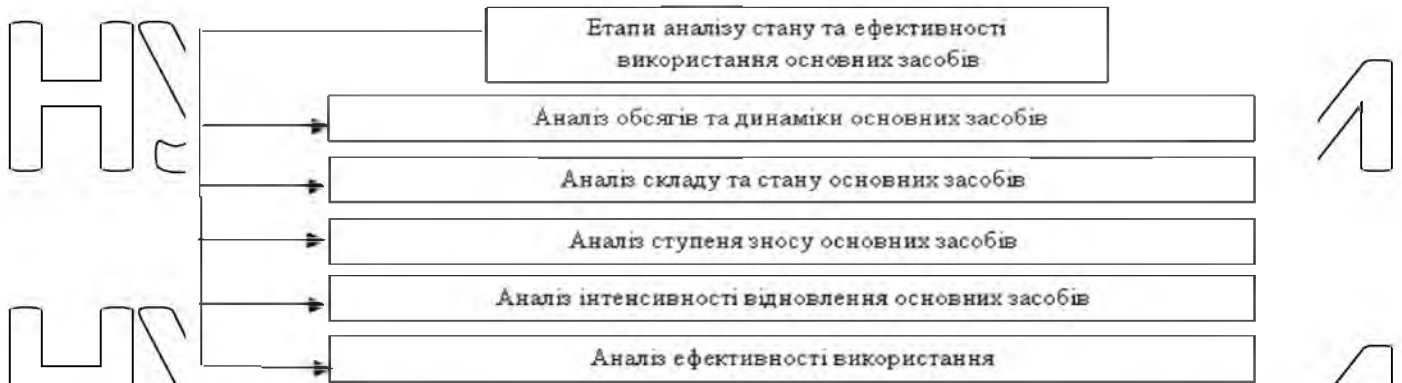 Етапи аналізу стану та ефективності
використання основних засобів
Аналіз обсягів та динаміки основних засобів
Аналіз складу та стану основних засобів
Аналіз ступеня зносу основних засобів
Аналіз інтенсивності відновлення основних засобів
Аналіз ефективності використання